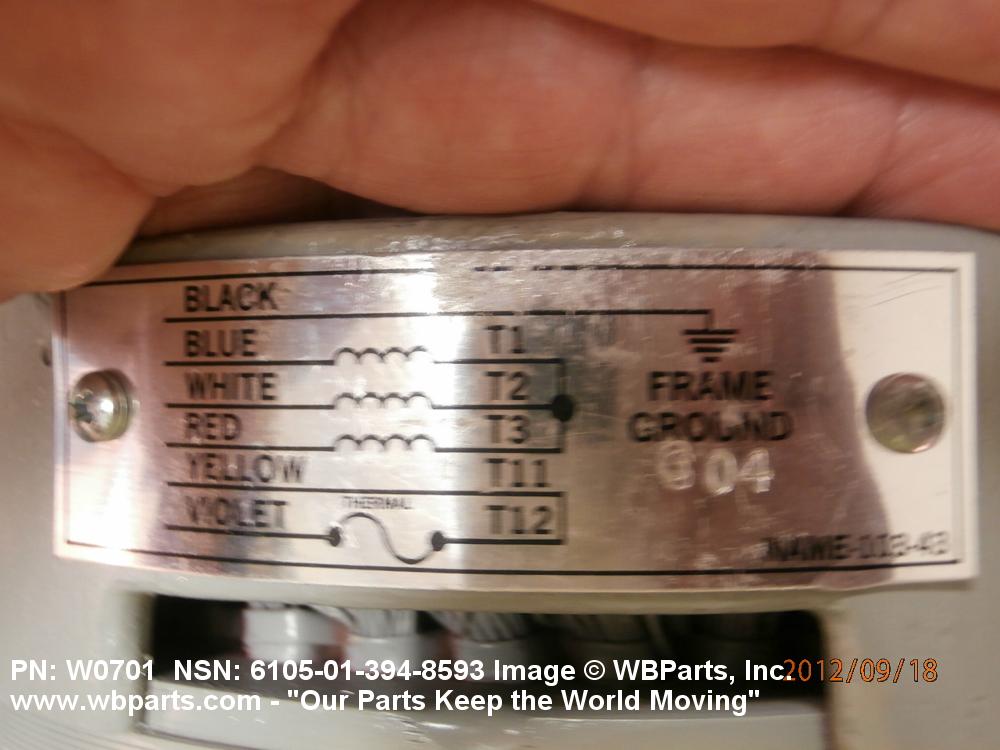 BLACK
BLUE T1
WHITE T2
RED T3
YELLOW T11
VIOLET THERMAL T12
FRAME
GROUND
G04
PN: W0701 NSN: 6105-01-394-8593 Image © WBParts, Inc.
2012/09/18
www.wbparts.com - "Our Parts Keep the World Moving"